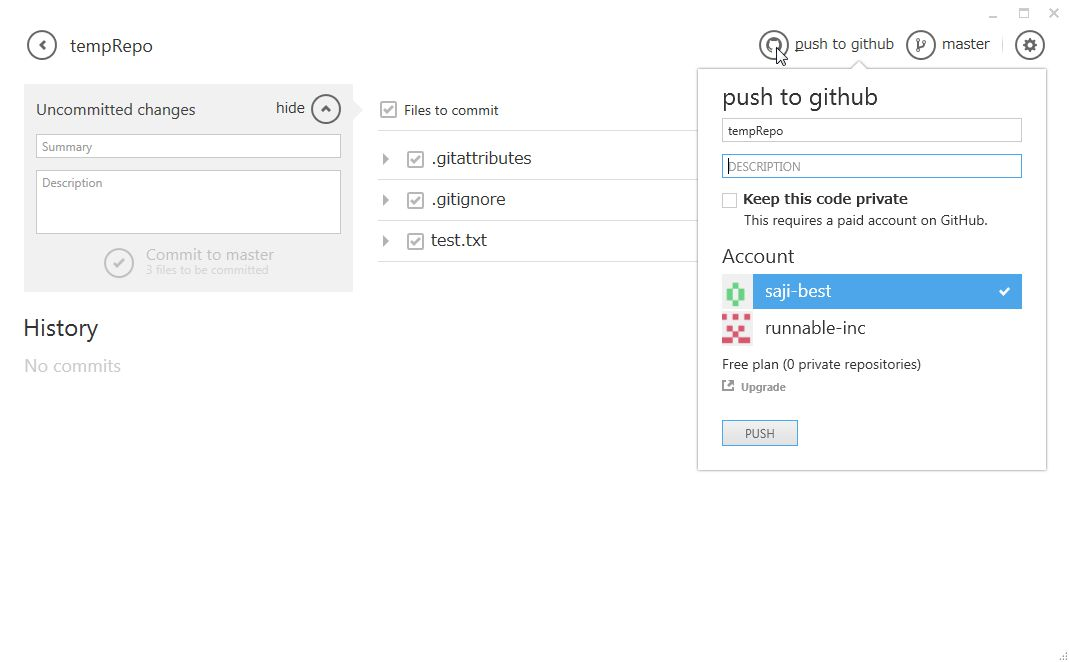 tempRepo
push to github
master
Uncommitted changes
hide
Summary
Description
Commit to master
3 files to be committed
History
No commits
Files to commit
.gitattributes
.gitignore
test.txt
push to github
tempRepo
DESCRIPTION
Keep this code private
This requires a paid account on GitHub.
Account
saji-best
runnable-inc
Free plan (0 private repositories)
Upgrade
PUSH